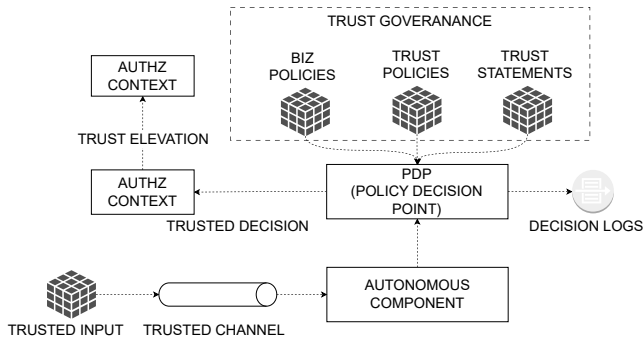 TRUST GOVERANANCE
BIZ
POLICIES
TRUST
POLICIES
TRUST
STATEMENTS
AUTHZ
CONTEXT
TRUST ELEVATION
AUTHZ
CONTEXT
PDP
(POLICY DECISION
POINT)
TRUSTED DECISION
DECISION LOGS
AUTONOMOUS
COMPONENT
TRUSTED INPUT
TRUSTED CHANNEL